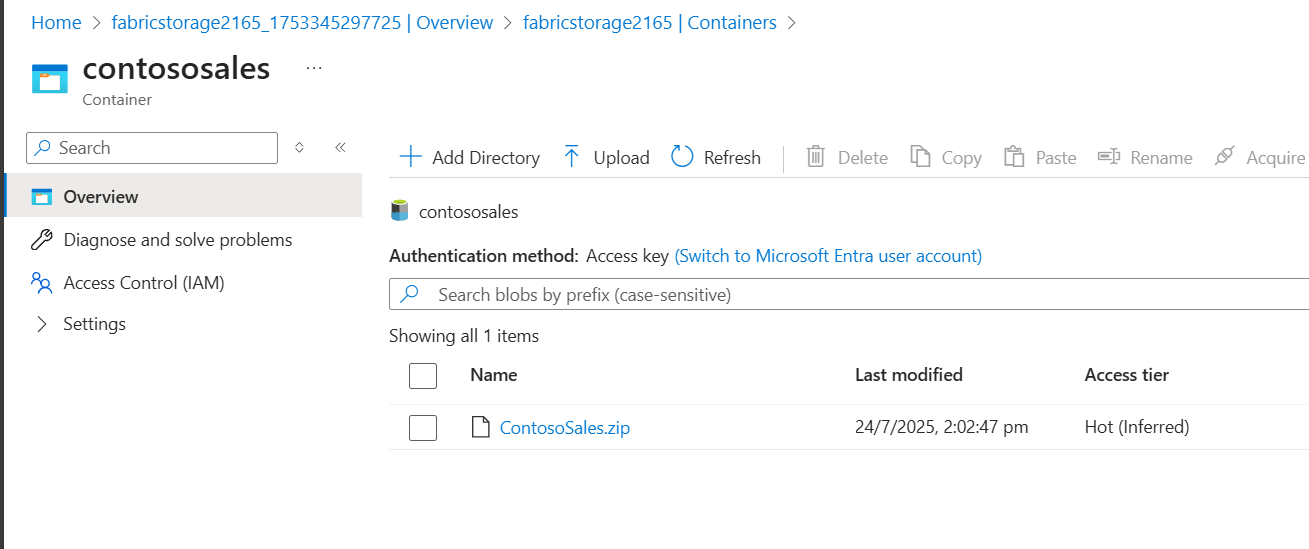 Home > fabricstorage2165_1753345297725 | Overview > fabricstorage2165 | Containers >
contososales ...
Container
Search
Add Directory Upload Refresh Delete Copy Paste Rename Acquire
Overview
contososales
Diagnose and solve problems
Authentication method: Access key (Switch to Microsoft Entra user account)
Access Control (IAM)
Search blobs by prefix (case-sensitive)
Settings
Showing all 1 items
Name Last modified Access tier
ContosoSales.zip 24/7/2025, 2:02:47 pm Hot (Inferred)